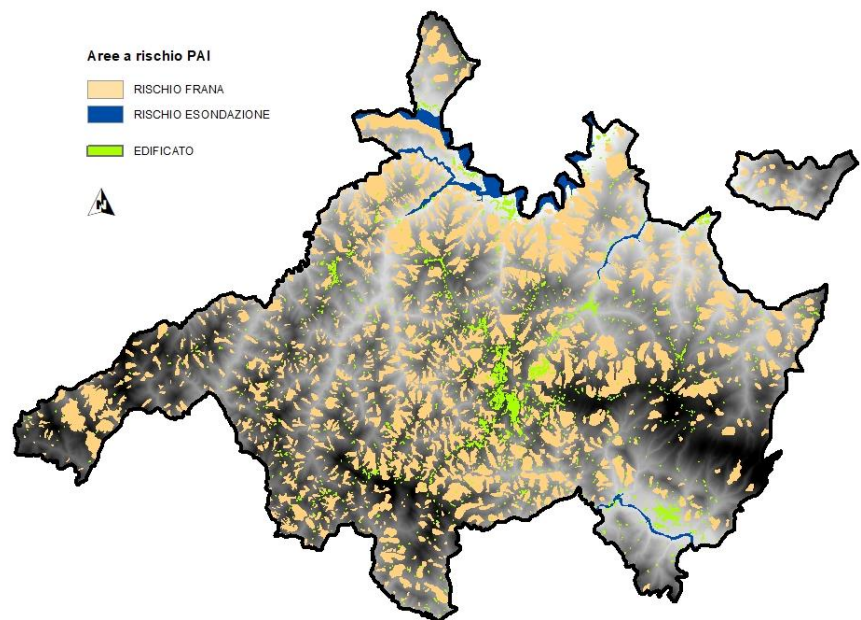 Aree a rischio PAI
RISCHIO FRANA
RISCHIO ESONDAZIONE
EDIFICATO